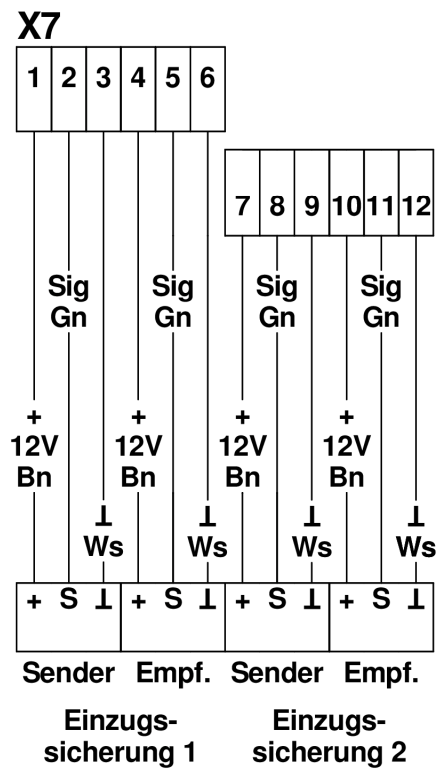 X7
1 2 3 4 5 6
7 8 9 10 11 12
Sig Sig Sig Sig
Gn Gn Gn Gn
+ + + +
12V 12V 12V 12V
Bn Bn Bn Bn
⊥ ⊥ ⊥ ⊥
Ws Ws Ws Ws
+ S ⊥ + S ⊥ + S ⊥ + S ⊥
Sender Empf. Sender Empf.
Einzugs-
sicherung 1
Einzugs-
sicherung 2